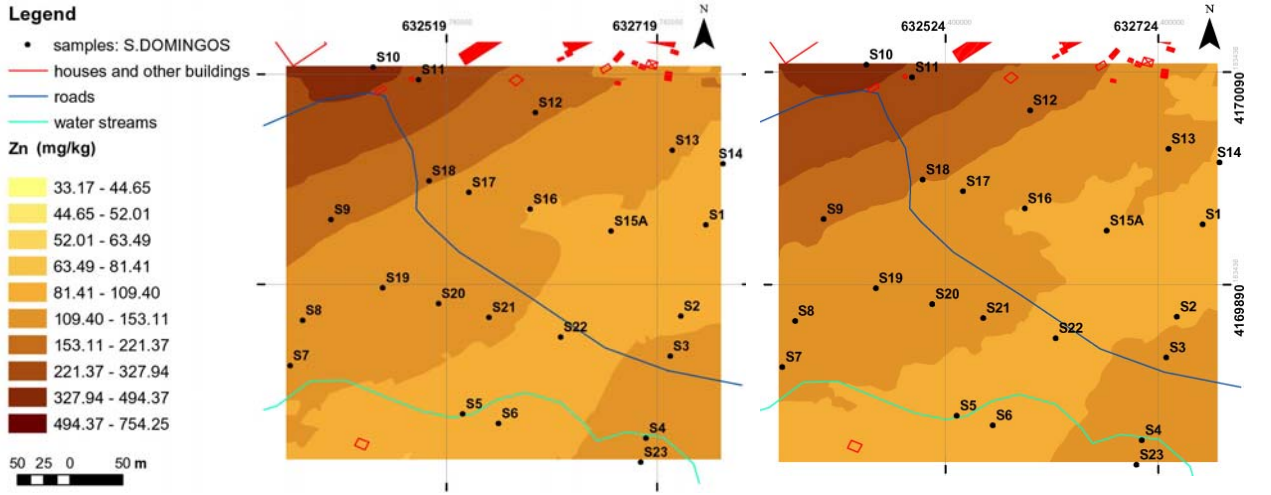 Legend
samples: S.DOMINGOS
houses and other buildings
roads
water streams
Zn (mg/kg)
33.17 - 44.65
44.65 - 52.01
52.01 - 63.49
63.49 - 81.41
81.41 - 109.40
109.40 - 153.11
153.11 - 221.37
221.37 - 327.94
327.94 - 494.37
494.37 - 754.25
50 25 0 50 m
632519
632719
N
S10
S11
S12
S13
S14
S18
S17
S16
S15A
S1
S9
S19
S20
S21
S22
S2
S3
S8
S7
S5
S6
S4
S23
632524
400000
632724
400000
N
4170090
4169890
S10
S11
S12
S13
S14
S18
S17
S16
S15A
S1
S9
S19
S20
S21
S22
S2
S3
S8
S7
S5
S6
S4
S23